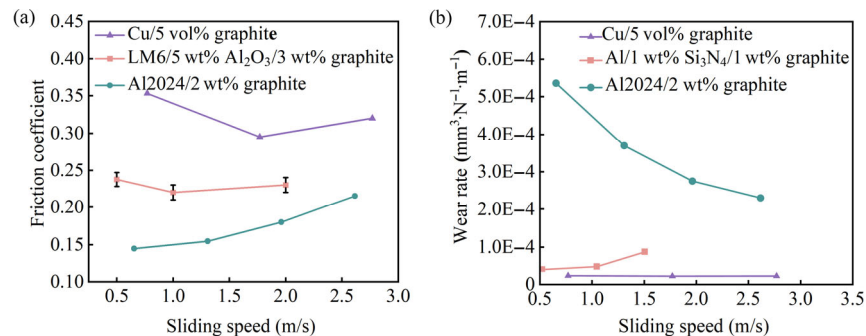 (a)
Friction coefficient
0.45
0.40
0.35
0.30
0.25
0.20
0.15
0.10
Cu/5 vol% graphite
LM6/5 wt% Al₂O₃/3 wt% graphite
Al2024/2 wt% graphite
0.5 1.0 1.5 2.0 2.5 3.0
Sliding speed (m/s)
(b)
Wear rate (mm³·N⁻¹·m⁻¹)
7.0E−4
6.0E−4
5.0E−4
4.0E−4
3.0E−4
2.0E−4
1.0E−4
0.0
Cu/5 vol% graphite
Al/1 wt% Si₃N₄/1 wt% graphite
Al2024/2 wt% graphite
0.5 1.0 1.5 2.0 2.5 3.0 3.5
Sliding speed (m/s)